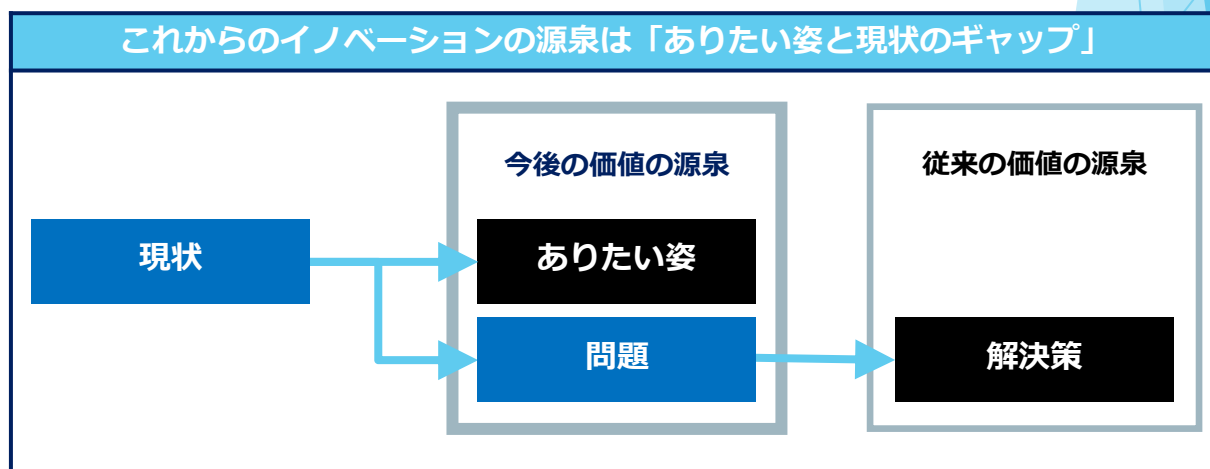 これからのイノベーションの源泉は「ありたい姿と現状のギャップ」
今後の価値の源泉
従来の価値の源泉
現状
ありたい姿
問題
解決策